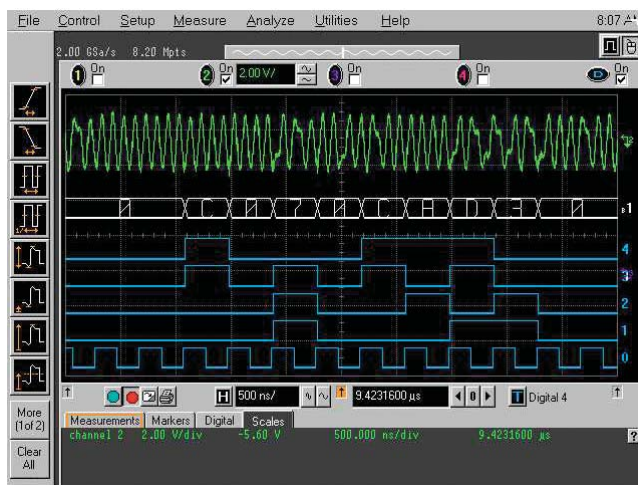 File Control Setup Measure Analyze Utilities Help 8:07 A
2.00 GSa/s 8.20 Mpts
1 On 2 On 2.00 V/ 3 On 4 On D On
0 C 0 7 0 C A D 3 0 1
4
3
2
1
0
More
(1of 2)
Clear
All
H 500 ns/ 9.4231600 µs 0 T Digital 4
Measurements Markers Digital Scales
channel 2 2.00 V/div -5.60 V 500.000 ns/div 9.4231600 µs ?